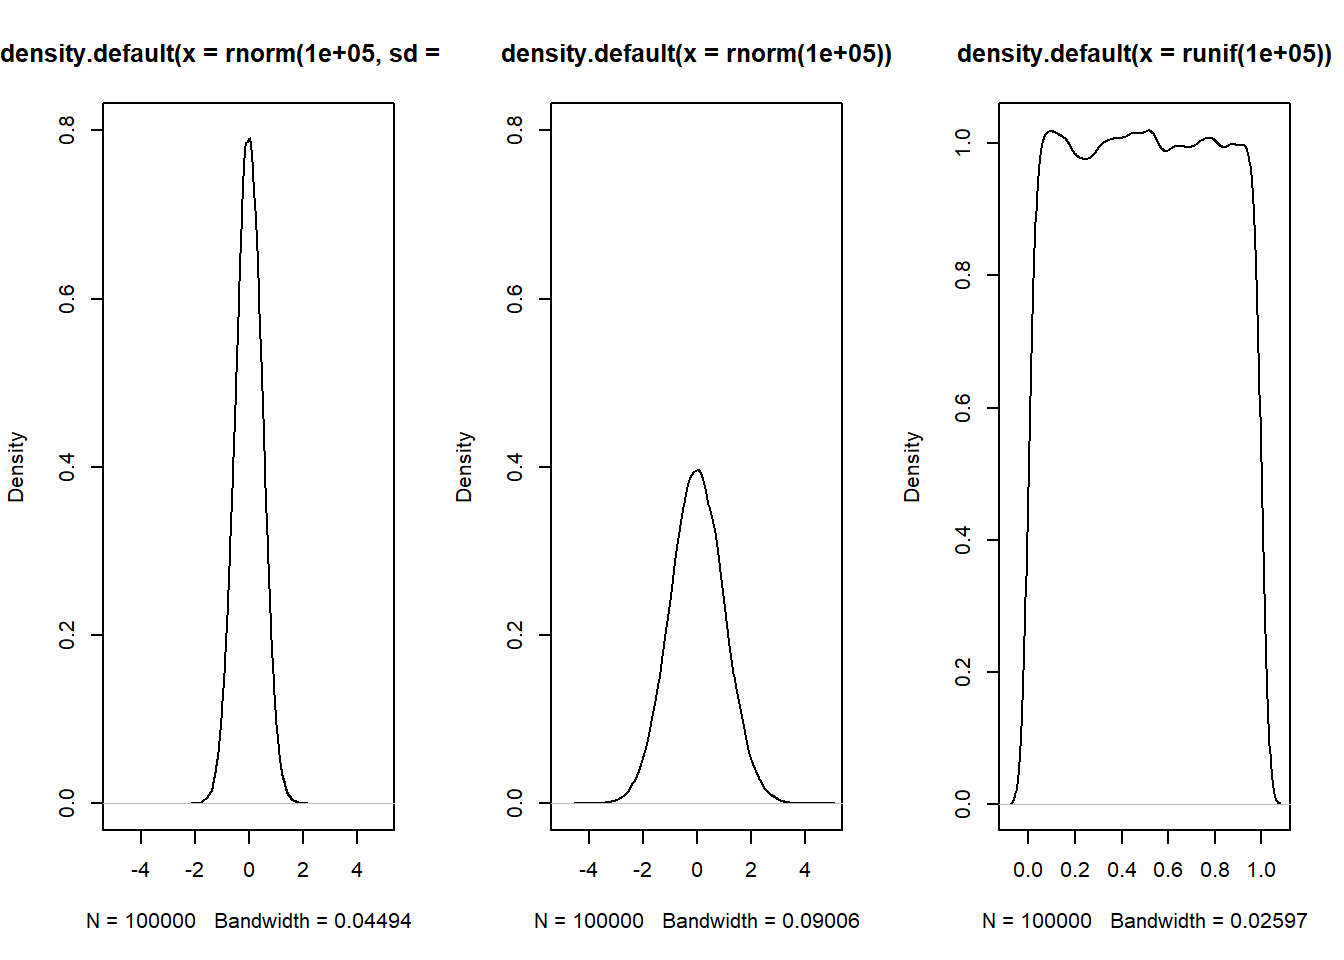 density.default(x = rnorm(1e+05, sd =
Density
0.0 0.2 0.4 0.6 0.8
-4 -2 0 2 4
N = 100000 Bandwidth = 0.04494
density.default(x = rnorm(1e+05))
Density
0.0 0.2 0.4 0.6 0.8
-4 -2 0 2 4
N = 100000 Bandwidth = 0.09006
density.default(x = runif(1e+05))
Density
0.0 0.2 0.4 0.6 0.8 1.0
0.0 0.2 0.4 0.6 0.8 1.0
N = 100000 Bandwidth = 0.02597